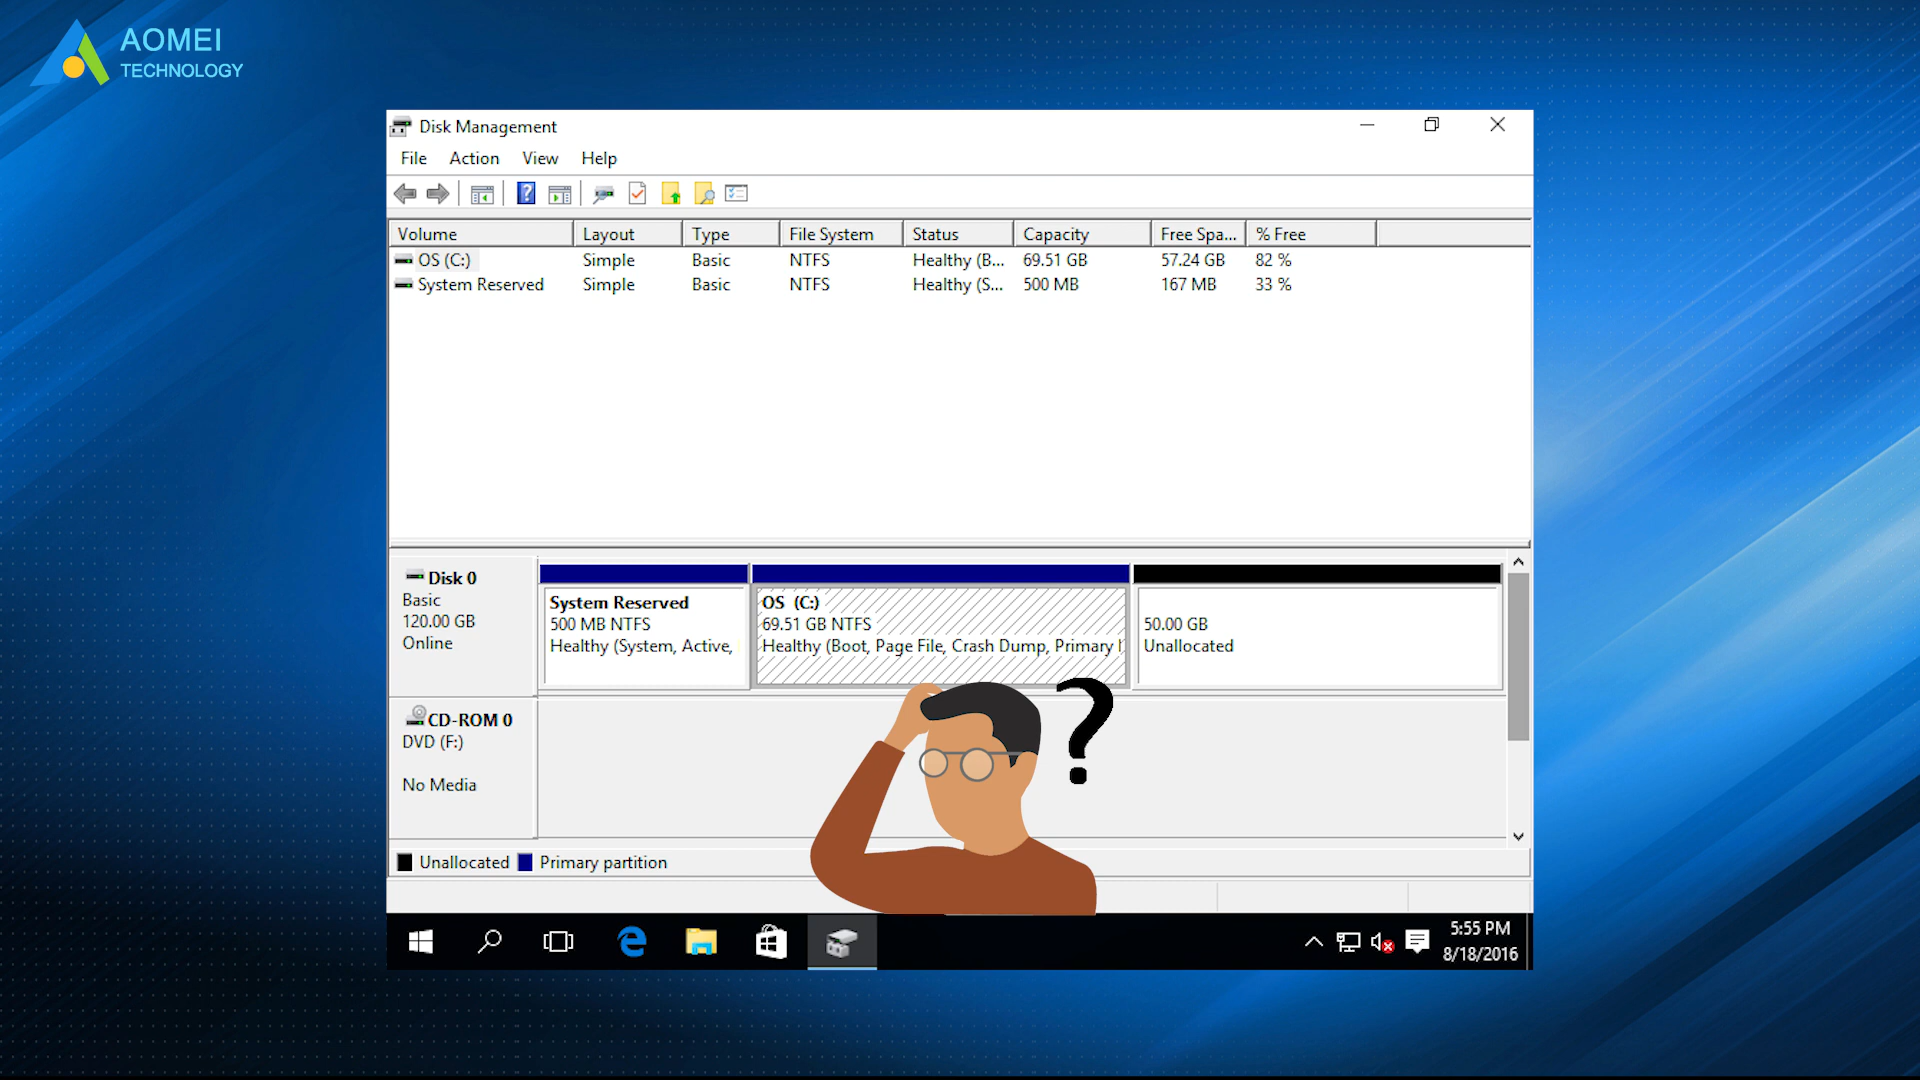 AOMEI
TECHNOLOGY
Disk Management
File Action View Help
Volume Layout Type File System Status Capacity Free Spa... % Free
OS (C:) Simple Basic NTFS Healthy (B... 69.51 GB 57.24 GB 82 %
System Reserved Simple Basic NTFS Healthy (S... 500 MB 167 MB 33 %
Disk 0
Basic
120.00 GB
Online
System Reserved
500 MB NTFS
Healthy (System, Active,
OS (C:)
69.51 GB NTFS
Healthy (Boot, Page File, Crash Dump, Primary
50.00 GB
Unallocated
CD-ROM 0
DVD (F:)
No Media
?
Unallocated Primary partition
5:55 PM
8/18/2016